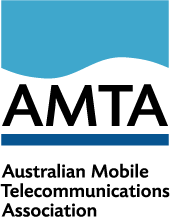 AMTA
Australian Mobile
Telecommunications
Association